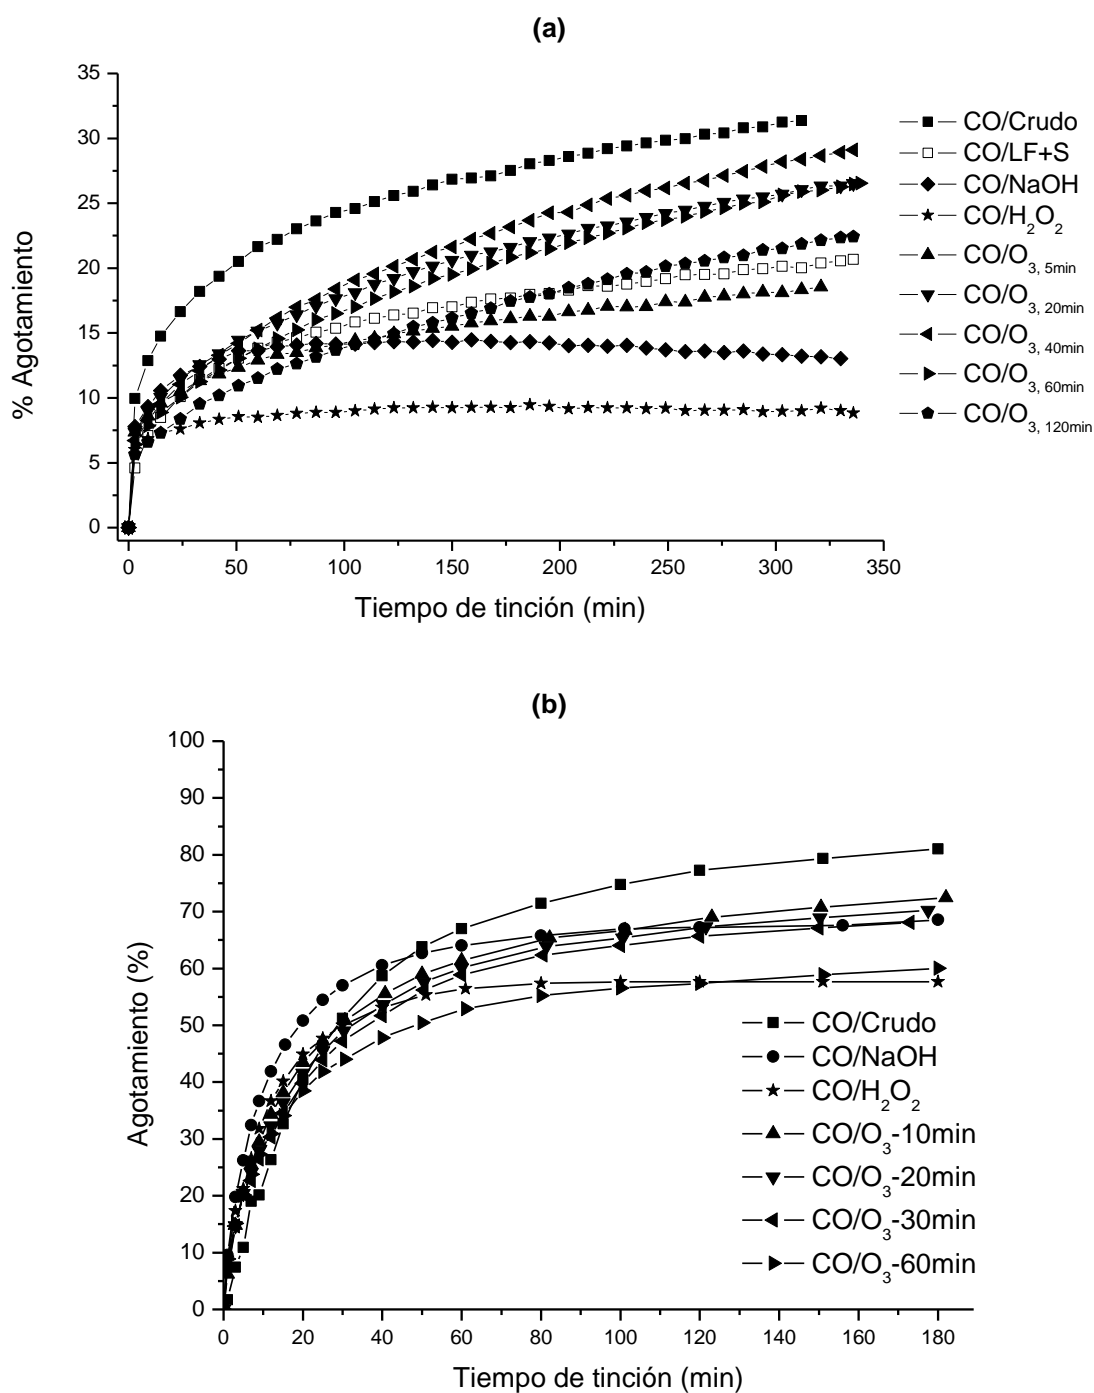 (a)
35
30
25
20
15
10
5
0
% Agotamiento
0 50 100 150 200 250 300 350
Tiempo de tinción (min)
CO/Crudo
CO/LF+S
CO/NaOH
CO/H₂O₂
CO/O₃, 5min
CO/O₃, 20min
CO/O₃, 40min
CO/O₃, 60min
CO/O₃, 120min
(b)
100
90
80
70
60
50
40
30
20
10
0
Agotamiento (%)
0 20 40 60 80 100 120 140 160 180
Tiempo de tinción (min)
CO/Crudo
CO/NaOH
CO/H₂O₂
CO/O₃-10min
CO/O₃-20min
CO/O₃-30min
CO/O₃-60min